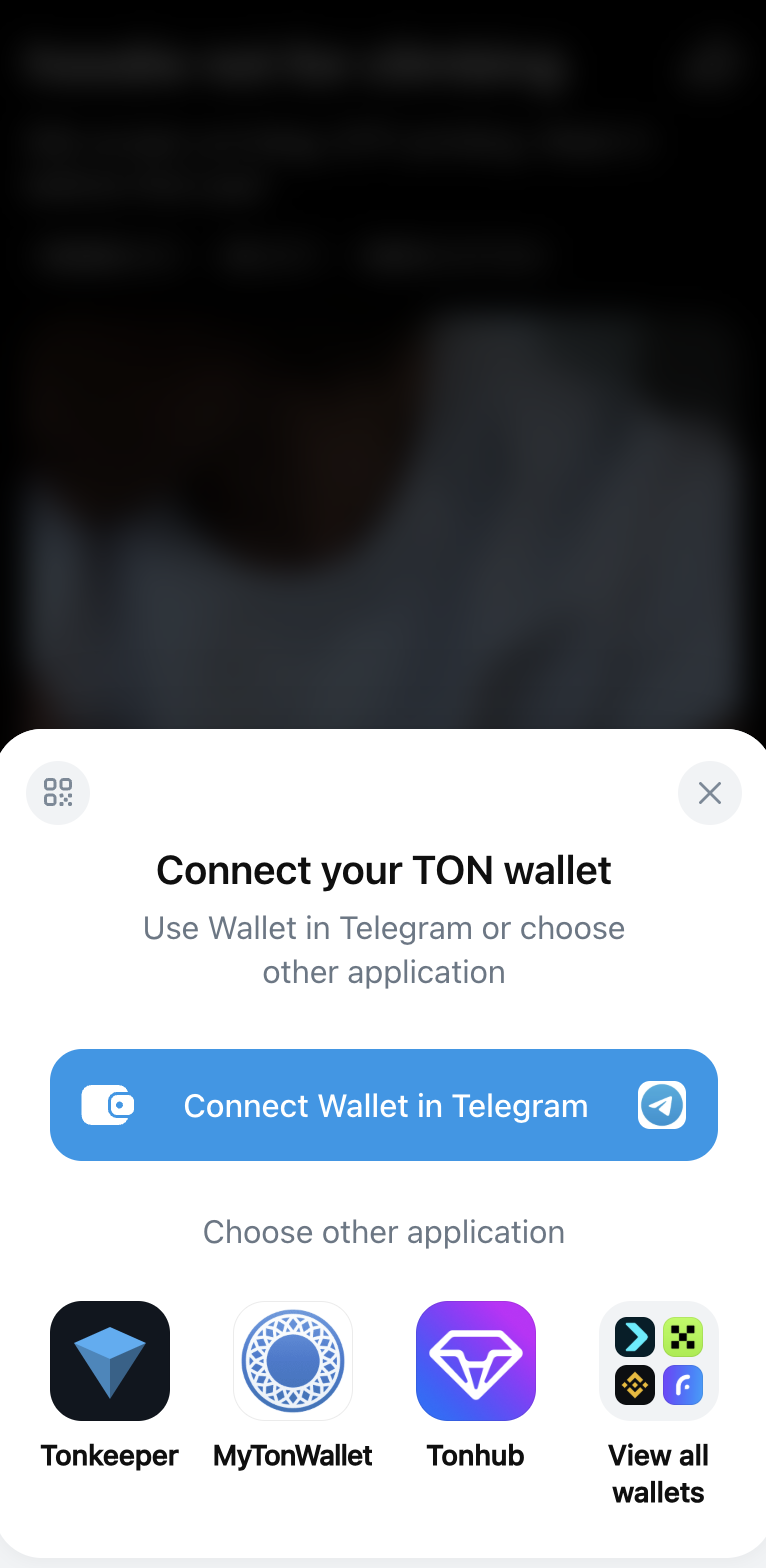 Connect your TON wallet
Use Wallet in Telegram or choose
other application
Connect Wallet in Telegram
Choose other application
Tonkeeper
MyTonWallet
Tonhub
View all
wallets